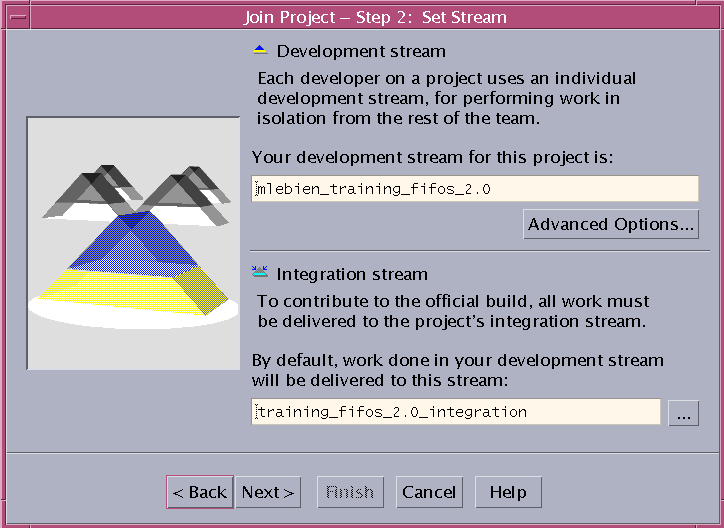 Join Project – Step 2: Set Stream
Development stream
Each developer on a project uses an individual
development stream, for performing work in
isolation from the rest of the team.
Your development stream for this project is:
mlebien_training_fifos_2.0
Advanced Options...
Integration stream
To contribute to the official build, all work must
be delivered to the project's integration stream.
By default, work done in your development stream
will be delivered to this stream:
training_fifos_2.0_integration
...
< Back
Next >
Finish
Cancel
Help